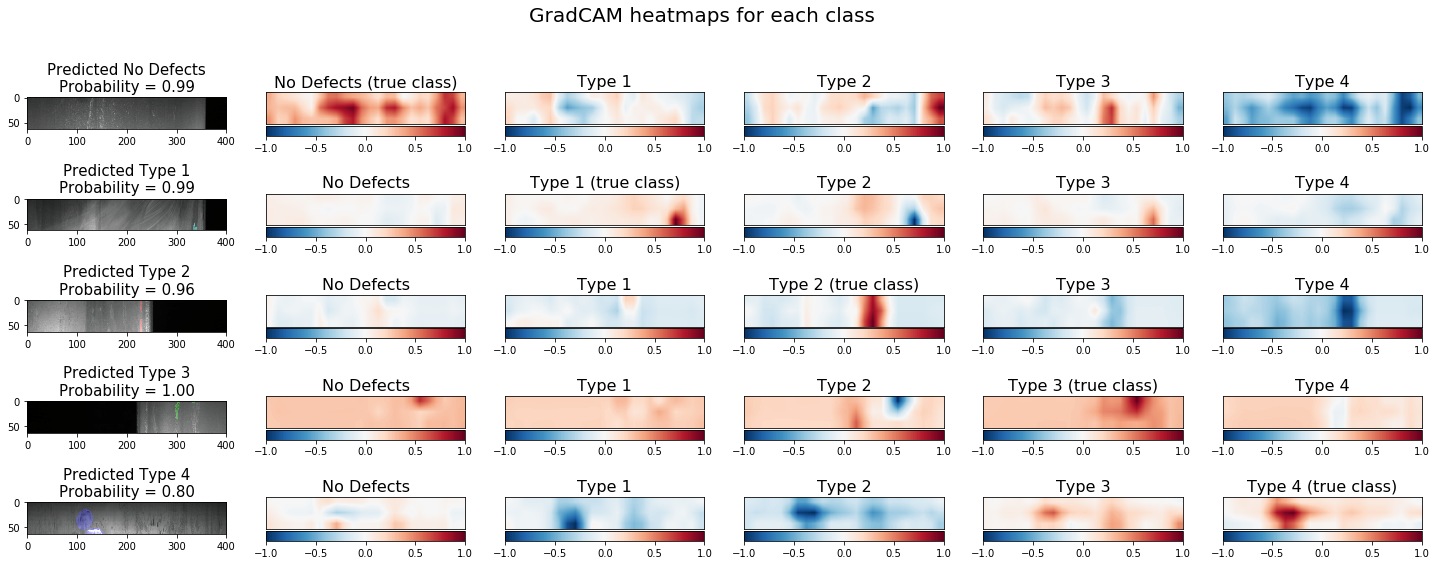 GradCAM heatmaps for each class
Predicted No Defects
Probability = 0.99
0
50
0 100 200 300 400
No Defects (true class)
−1.0 −0.5 0.0 0.5 1.0
Type 1
−1.0 −0.5 0.0 0.5 1.0
Type 2
−1.0 −0.5 0.0 0.5 1.0
Type 3
−1.0 −0.5 0.0 0.5 1.0
Type 4
−1.0 −0.5 0.0 0.5 1.0
Predicted Type 1
Probability = 0.99
0
50
0 100 200 300 400
No Defects
−1.0 −0.5 0.0 0.5 1.0
Type 1 (true class)
−1.0 −0.5 0.0 0.5 1.0
Type 2
−1.0 −0.5 0.0 0.5 1.0
Type 3
−1.0 −0.5 0.0 0.5 1.0
Type 4
−1.0 −0.5 0.0 0.5 1.0
Predicted Type 2
Probability = 0.96
0
50
0 100 200 300 400
No Defects
−1.0 −0.5 0.0 0.5 1.0
Type 1
−1.0 −0.5 0.0 0.5 1.0
Type 2 (true class)
−1.0 −0.5 0.0 0.5 1.0
Type 3
−1.0 −0.5 0.0 0.5 1.0
Type 4
−1.0 −0.5 0.0 0.5 1.0
Predicted Type 3
Probability = 1.00
0
50
0 100 200 300 400
No Defects
−1.0 −0.5 0.0 0.5 1.0
Type 1
−1.0 −0.5 0.0 0.5 1.0
Type 2
−1.0 −0.5 0.0 0.5 1.0
Type 3 (true class)
−1.0 −0.5 0.0 0.5 1.0
Type 4
−1.0 −0.5 0.0 0.5 1.0
Predicted Type 4
Probability = 0.80
0
50
0 100 200 300 400
No Defects
−1.0 −0.5 0.0 0.5 1.0
Type 1
−1.0 −0.5 0.0 0.5 1.0
Type 2
−1.0 −0.5 0.0 0.5 1.0
Type 3
−1.0 −0.5 0.0 0.5 1.0
Type 4 (true class)
−1.0 −0.5 0.0 0.5 1.0